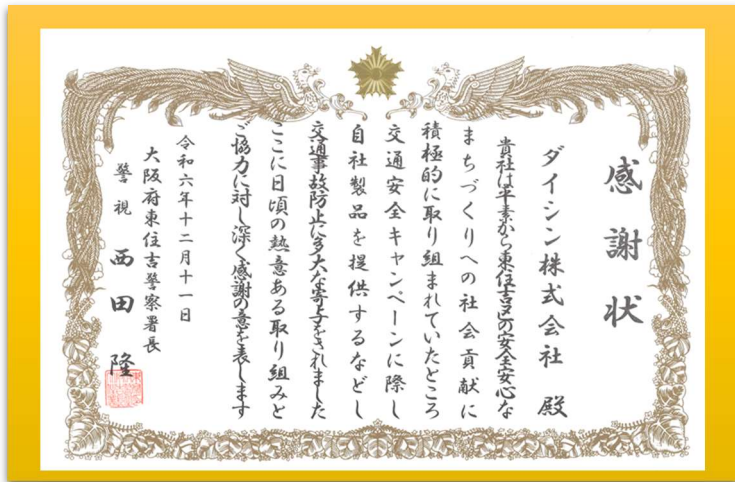 感謝状
ダイシン株式会社 殿
貴社は平素から東住吉区の安全安心な
まちづくりへの社会貢献に
積極的に取り組まれていたところ
交通安全キャンペーンに際し
自社製品を提供するなどし
交通事故防止に多大な寄与をされました
ここに日頃の熱意ある取り組みと
ご協力に対し深く感謝の意を表します
令和六年十二月十一日
大阪府東住吉警察署長
警視 西田 隆